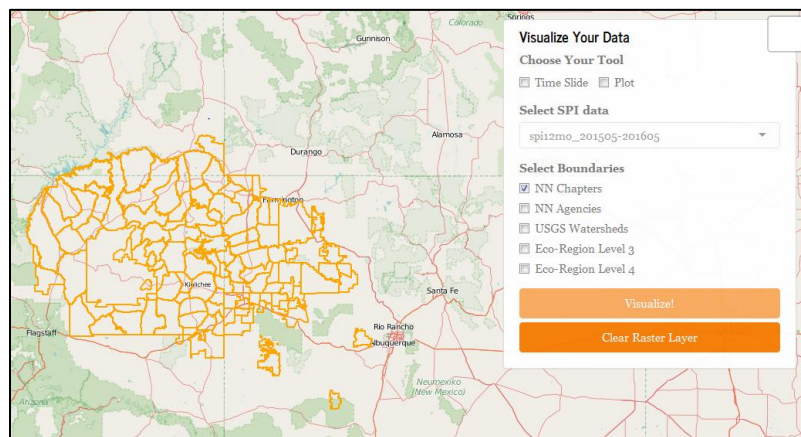 Colorado
Springs
Gunnison
Alamosa
Durango
Farmington
Klagetoh
Santa Fe
Rio Rancho
Albuquerque
Flagstaff
Neumexiko
(New Mexico)
Arizona
Visualize Your Data
Choose Your Tool
Time Slide
Plot
Select SPI data
spi12mo_201505-201605
Select Boundaries
NN Chapters
NN Agencies
USGS Watersheds
Eco-Region Level 3
Eco-Region Level 4
Visualize!
Clear Raster Layer